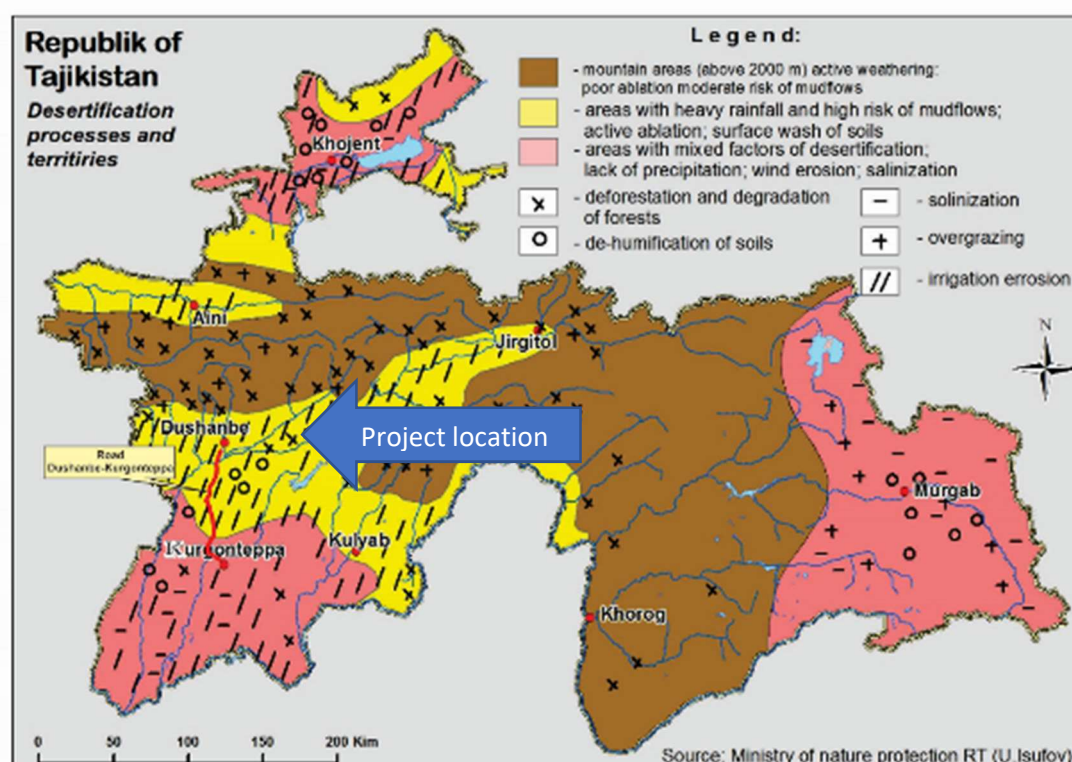 Republik of
Tajikistan
Desertification
processes and
territiries
Legend:
- mountain areas (above 2000 m) active weathering:
poor ablation moderate risk of mudflows
- areas with heavy rainfall and high risk of mudflows;
active ablation; surface wash of soils
- areas with mixed factors of desertification;
lack of precipitation; wind erosion; salinization
- deforestation and degradation
of forests
- solinization
- de-humification of soils
- overgrazing
- irrigation errosion
Khojent
Aini
Jirgitol
N
Dushanbe
Project location
Road
Dushanbe-Kurgonteppa
Murgab
Kurgonteppa
Kulyab
Khorog
0 50 100 150 200 Kim
Source: Ministry of nature protection RT (U.Isufov)